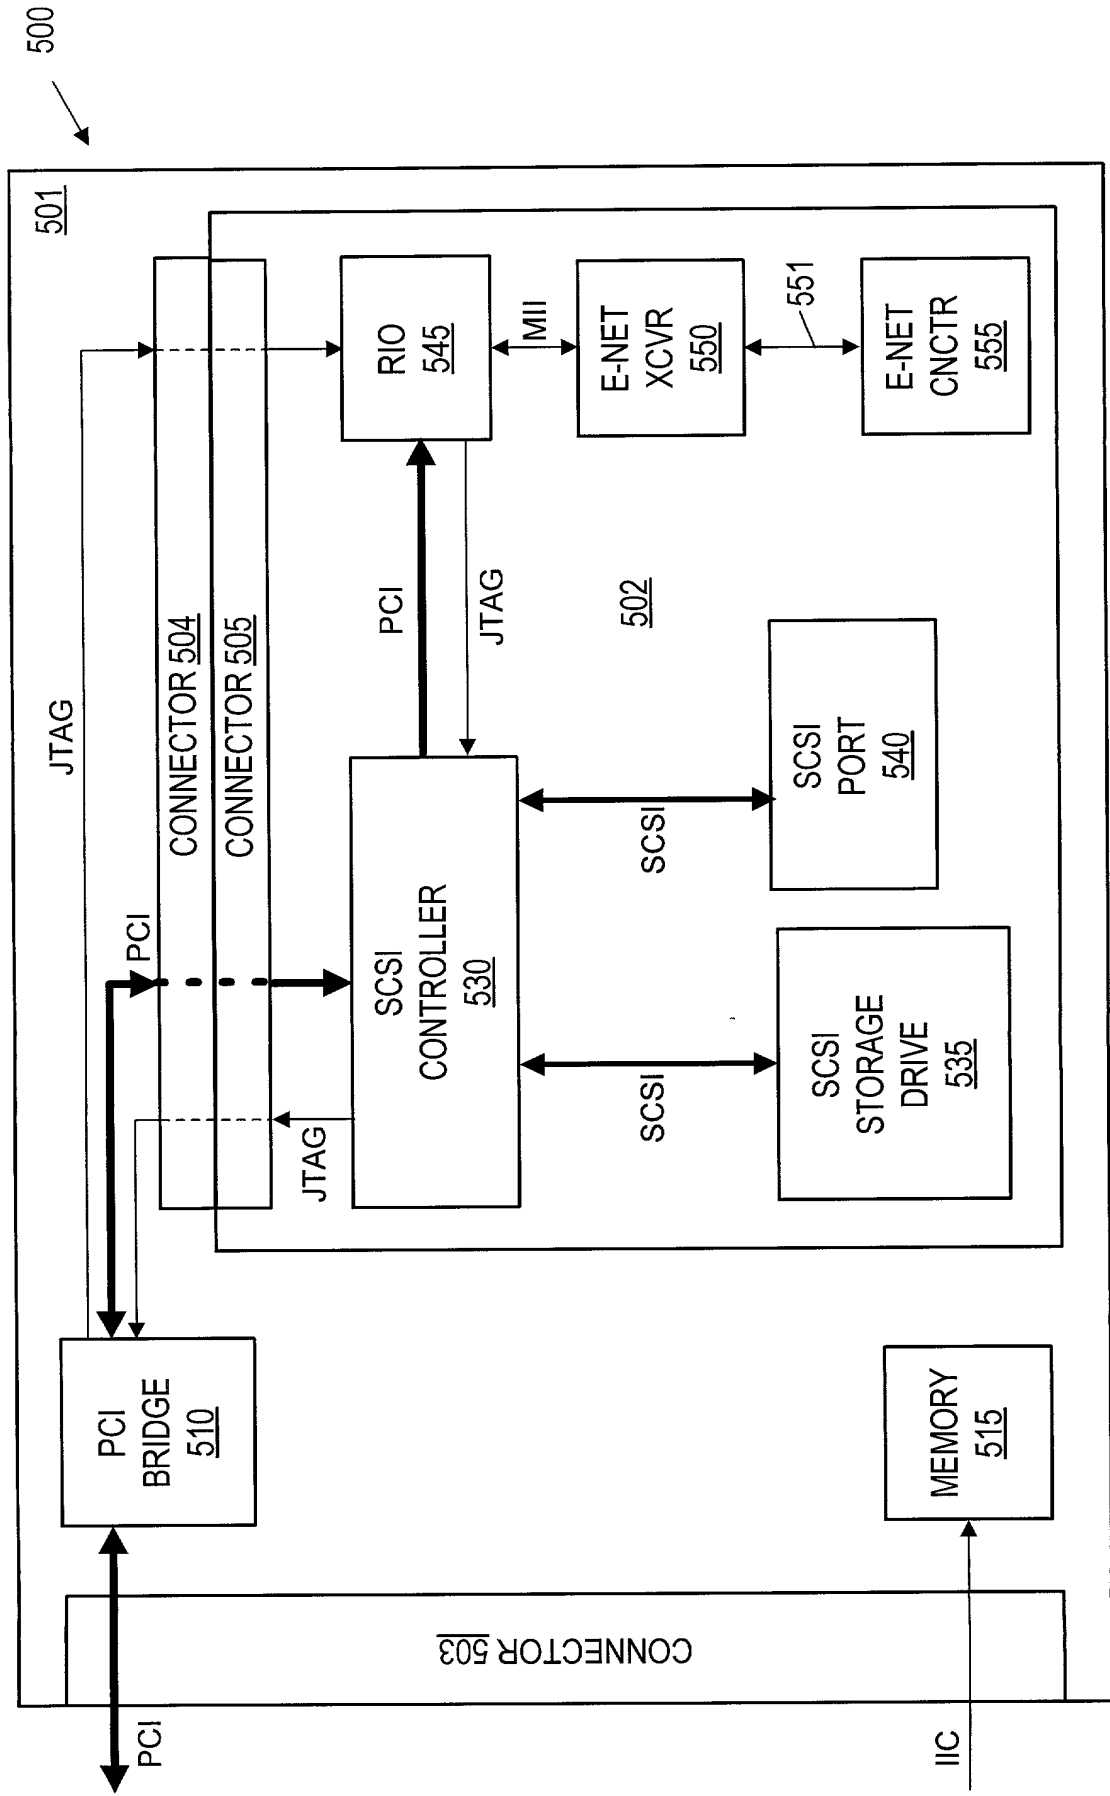 500
501
JTAG
PCI
CONNECTOR 504
CONNECTOR 505
JTAG
PCI
BRIDGE
510
PCI
CONNECTOR 503
IIC
MEMORY
515
SCSI
CONTROLLER
530
PCI
JTAG
RIO
545
MII
E-NET
XCVR
550
551
E-NET
CNCTR
555
502
SCSI
SCSI
SCSI
STORAGE
DRIVE
535
SCSI
PORT
540